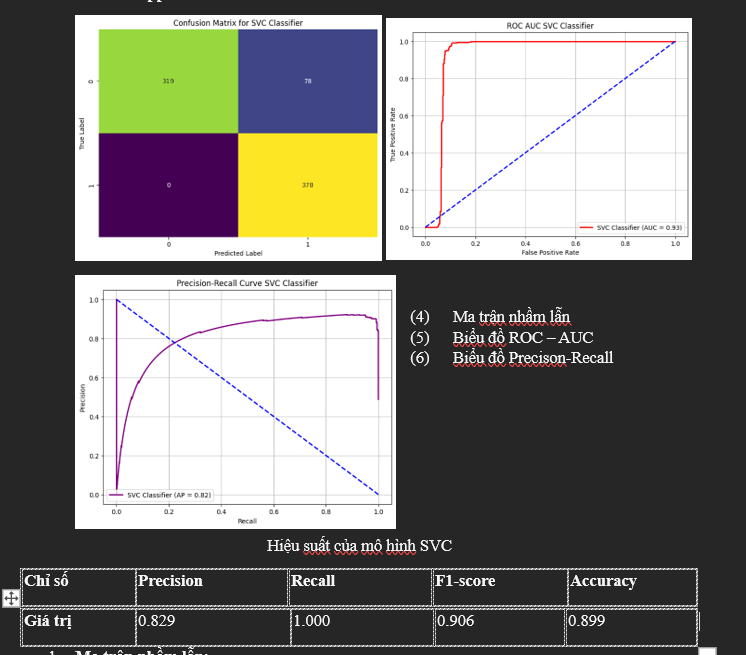 Confusion Matrix for SVC Classifier
True Label
0
319
78
1
0
378
0
1
Predicted Label
ROC AUC SVC Classifier
True Positive Rate
1.0
0.8
0.6
0.4
0.2
0.0
SVC Classifier (AUC = 0.93)
0.0
0.2
0.4
0.6
0.8
1.0
False Positive Rate
Precision-Recall Curve SVC Classifier
Precision
1.0
0.8
0.6
0.4
0.2
0.0
SVC Classifier (AP = 0.82)
0.0
0.2
0.4
0.6
0.8
1.0
Recall
(4) Ma trận nhầm lẫn
(5) Biểu đồ ROC – AUC
(6) Biểu đồ Precison-Recall
Hiệu suất của mô hình SVC
Chỉ số Precision Recall F1-score Accuracy
Giá trị 0.829 1.000 0.906 0.899
Ma trận nhầm lẫn: